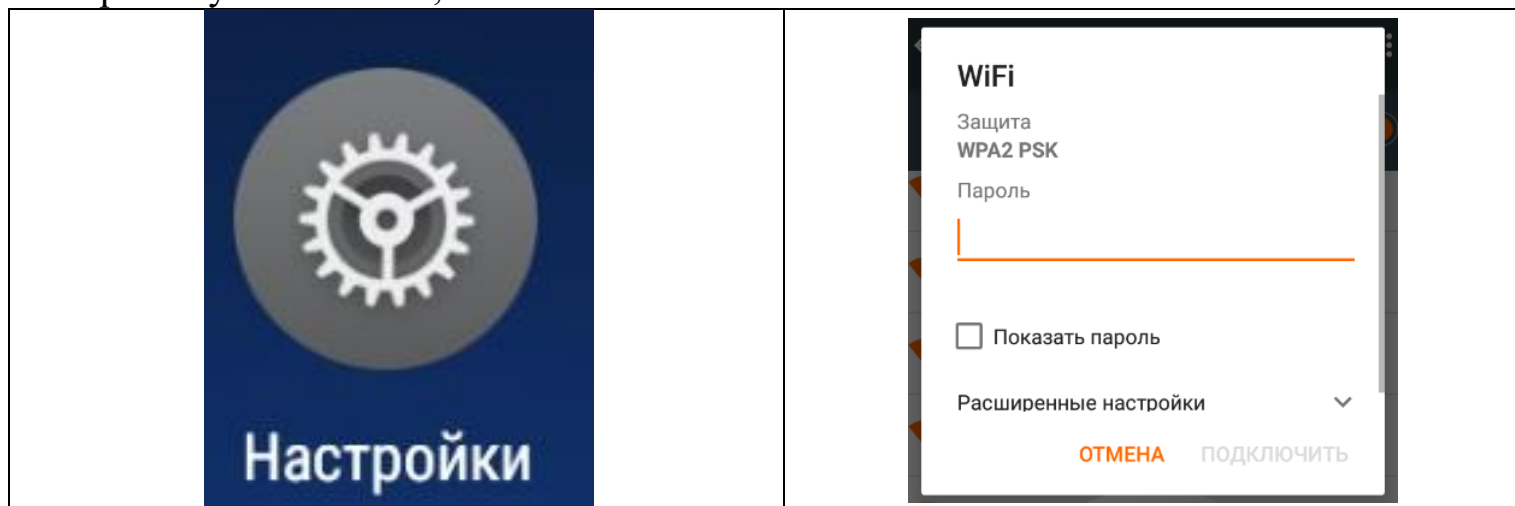 Настройки
WiFi
Защита
WPA2 PSK
Пароль
Показать пароль
Расширенные настройки
ОТМЕНА ПОДКЛЮЧИТЬ